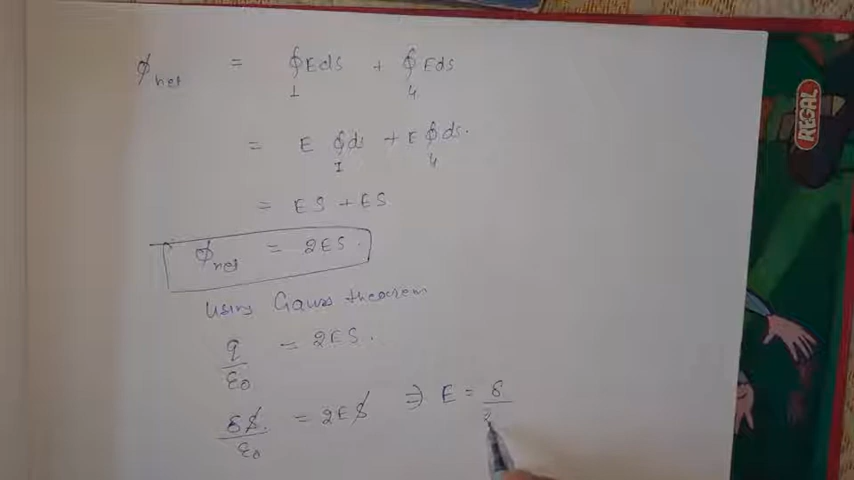 ϕnet = ∮Eds + ∮Eds
1 4
= E ∮ds + E ∮ds.
I 4
= ES + ES
ϕnet = 2ES.
Using Gauss theorem
q/ε0 = 2ES.
σS/ε0 = 2ES ⇒ E = σ/2
REGAL